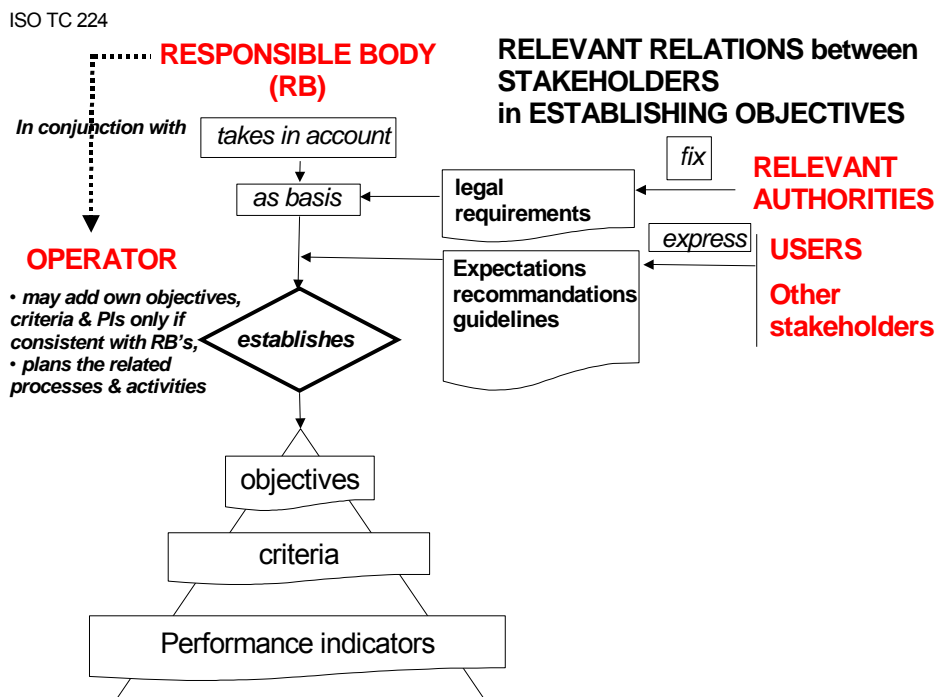 ISO TC 224
RESPONSIBLE BODY
(RB)
RELEVANT RELATIONS between
STAKEHOLDERS
in ESTABLISHING OBJECTIVES
In conjunction with
takes in account
fix
RELEVANT
AUTHORITIES
as basis
legal
requirements
express
USERS
Other
stakeholders
OPERATOR
• may add own objectives,
criteria & PIs only if
consistent with RB's,
• plans the related
processes & activities
Expectations
recommandations
guidelines
establishes
objectives
criteria
Performance indicators